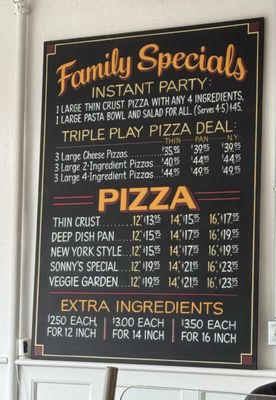 Family Specials
INSTANT PARTY:
1 LARGE THIN CRUST PIZZA WITH ANY 4 INGREDIENTS,
1 LARGE PASTA BOWL AND SALAD FOR ALL. (SERVES 4-5) $45.
TRIPLE PLAY PIZZA DEAL:
THIN PAN N.Y.
3 Large Cheese Pizzas $35.95 $39.95 $39.95
3 Large 2-Ingredient Pizzas $40.95 $44.95 $44.95
3 Large 4-Ingredient Pizzas $44.95 $49.95 $49.95
PIZZA
THIN CRUST 12" $13.95 14" $15.95 16" $17.25
DEEP DISH PAN 12" $15.95 14" $17.95 16" $19.25
NEW YORK STYLE 12" $15.95 14" $17.95 16" $19.25
SONNY'S SPECIAL 12" $19.95 14" $21.95 16" $23.25
VEGGIE GARDEN 12" $19.95 14" $21.95 16" $23.25
EXTRA INGREDIENTS
$2.50 EACH $3.00 EACH $3.50 EACH
FOR 12 INCH FOR 14 INCH FOR 16 INCH